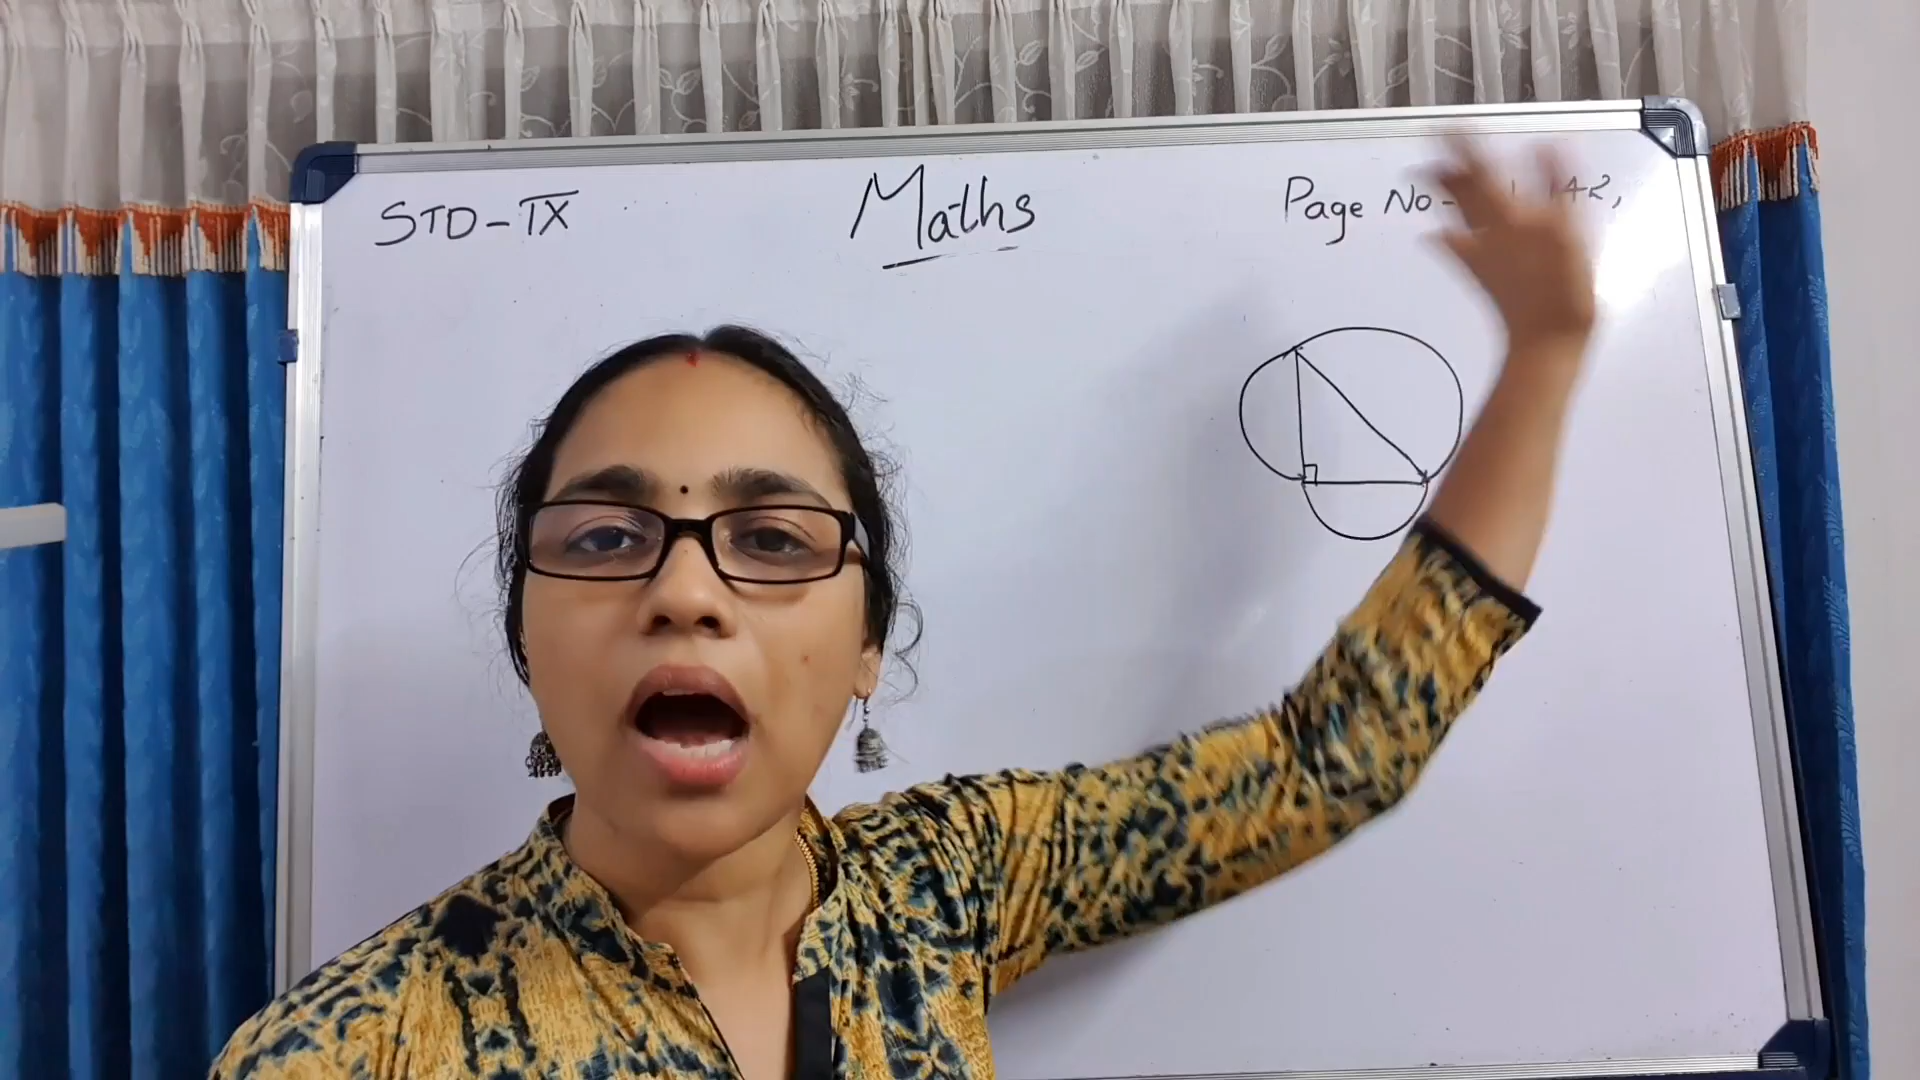 STD-IX
Maths
Page No- 142,